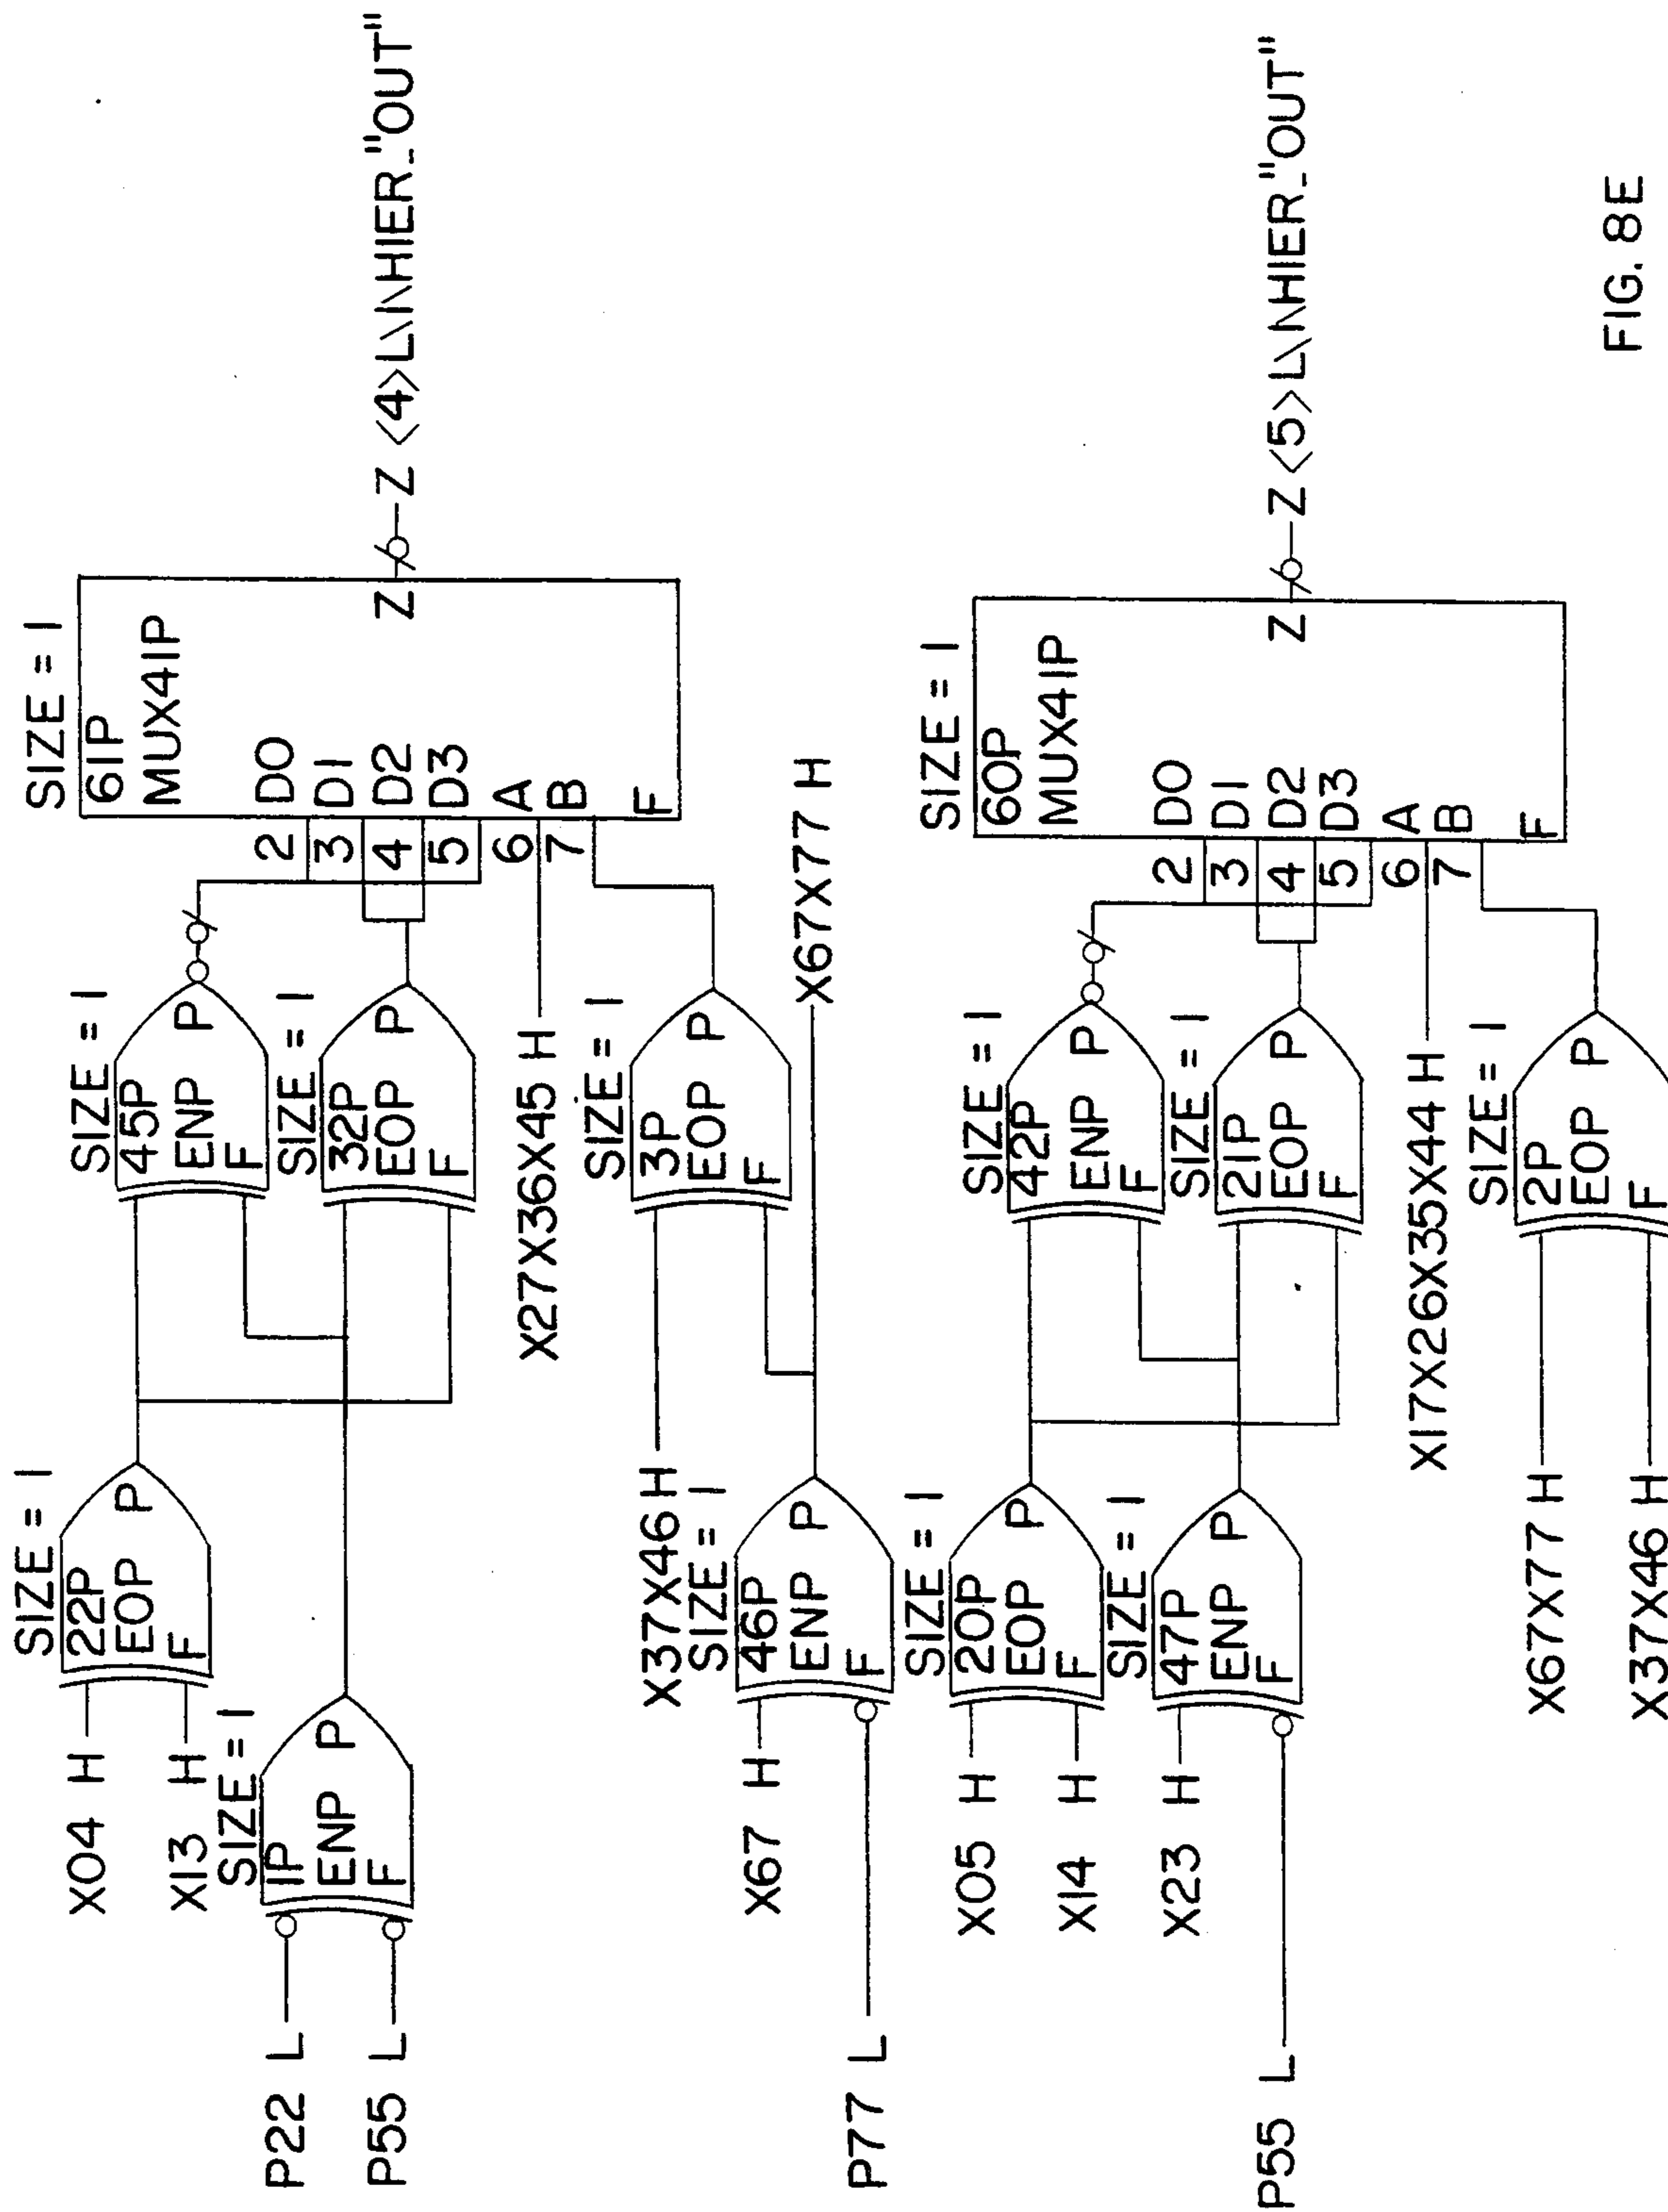 SIZE = 1
22P
EOP P
F
X04 H
X13 H
SIZE = 1
1P
ENP P
F
P22 L
P55 L
SIZE = 1
45P
ENP P
F
SIZE = 1
32P
EOP P
F
X27X36X45 H
SIZE = 1
61P
MUX41P
2 D0
3 D1
4 D2
5 D3
6 A
7 B
F
Z
Z <4>L\I\HIER_"OUT"
SIZE = 1
3P
EOP P
F
X37X46 H
SIZE = 1
46P
ENP P
F
X67 H
P77 L
X67X77 H
SIZE = 1
20P
EOP P
F
X05 H
X14 H
SIZE = 1
47P
ENP P
F
X23 H
P55 L
SIZE = 1
42P
ENP P
F
SIZE = 1
21P
EOP P
F
X17X26X35X44 H
SIZE = 1
60P
MUX41P
2 D0
3 D1
4 D2
5 D3
6 A
7 B
F
Z
Z <5>L\I\HIER_"OUT"
SIZE = 1
2P
EOP P
F
X67X77 H
X37X46 H
FIG. 8E